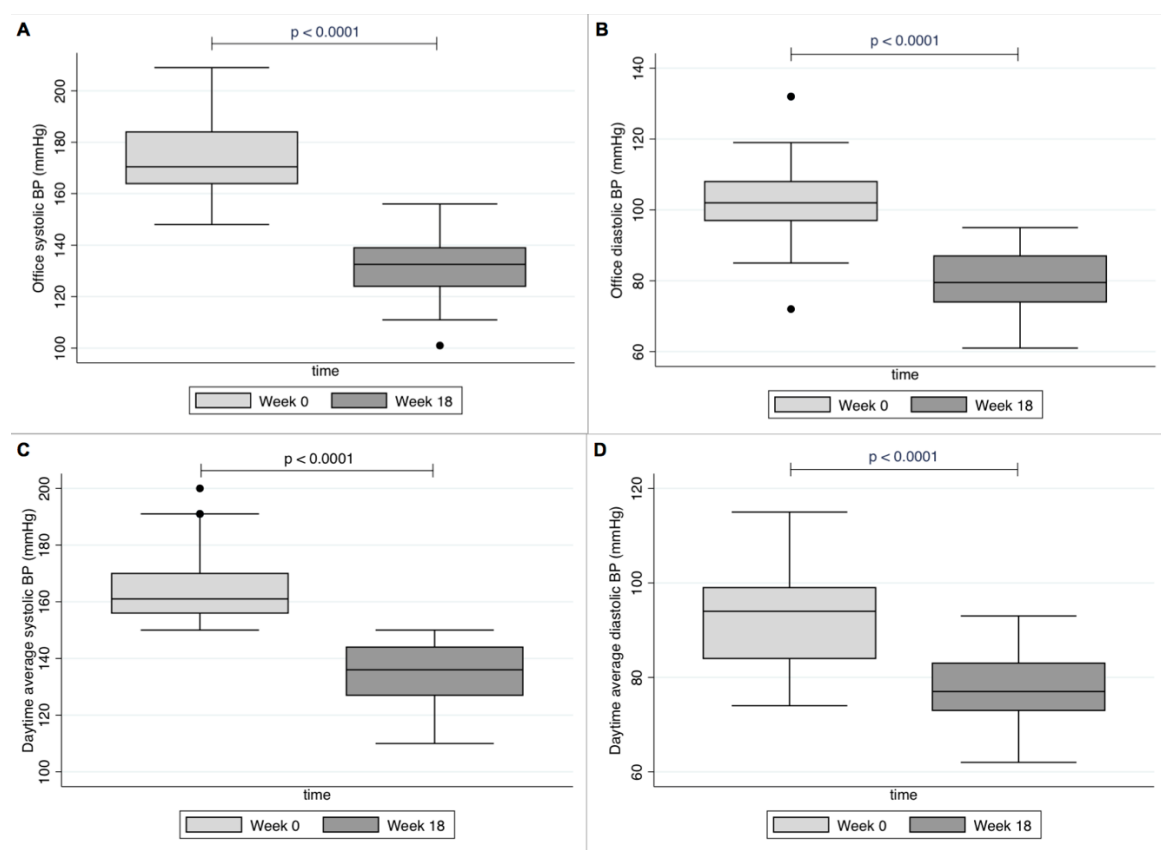 A
p < 0.0001
Office systolic BP (mmHg)
200
180
160
140
120
100
time
Week 0 Week 18
B
p < 0.0001
Office diastolic BP (mmHg)
140
120
100
80
60
time
Week 0 Week 18
C
p < 0.0001
Daytime average systolic BP (mmHg)
200
180
160
140
120
100
time
Week 0 Week 18
D
p < 0.0001
Daytime average diastolic BP (mmHg)
120
100
80
60
time
Week 0 Week 18